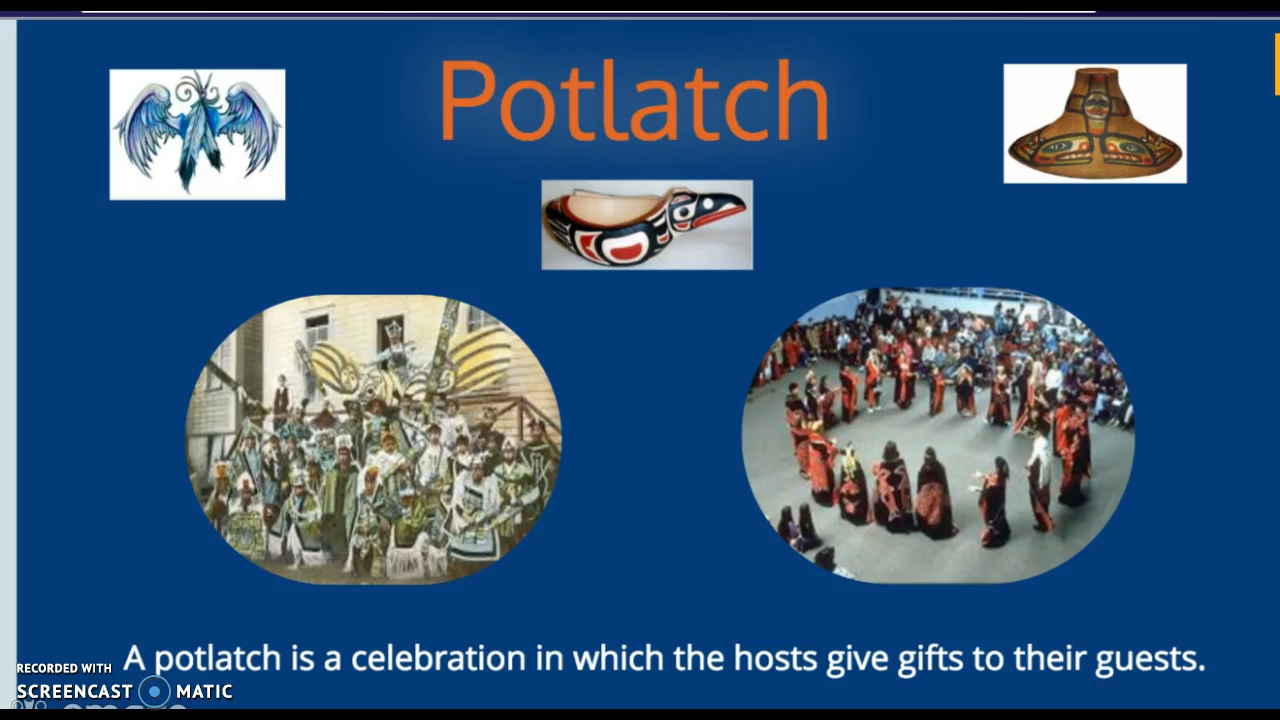 Potlatch
A potlatch is a celebration in which the hosts give gifts to their guests.
RECORDED WITH
SCREENCAST MATIC